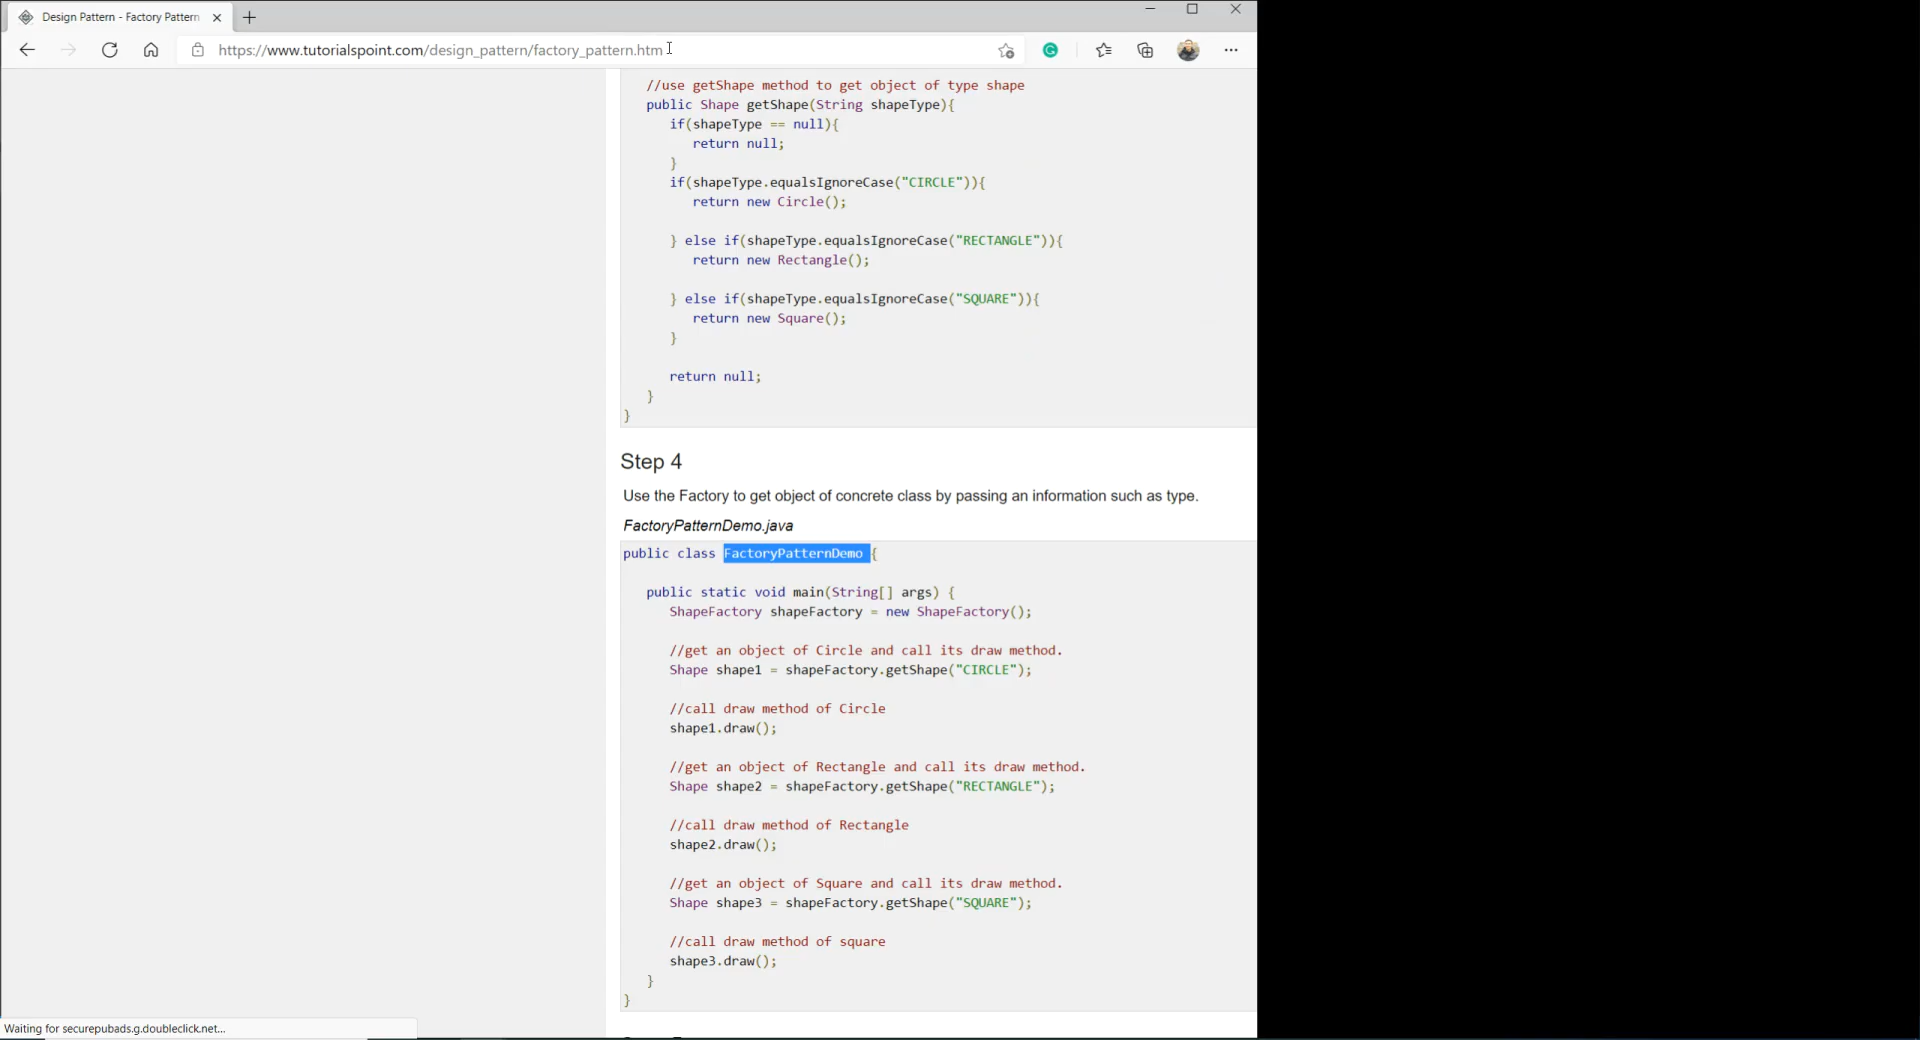 Design Pattern - Factory Pattern
https://www.tutorialspoint.com/design_pattern/factory_pattern.htm
//use getShape method to get object of type shape
public Shape getShape(String shapeType){
if(shapeType == null){
return null;
}
if(shapeType.equalsIgnoreCase("CIRCLE")){
return new Circle();
} else if(shapeType.equalsIgnoreCase("RECTANGLE")){
return new Rectangle();
} else if(shapeType.equalsIgnoreCase("SQUARE")){
return new Square();
}
return null;
}
}
Step 4
Use the Factory to get object of concrete class by passing an information such as type.
FactoryPatternDemo.java
public class FactoryPatternDemo {
public static void main(String[] args) {
ShapeFactory shapeFactory = new ShapeFactory();
//get an object of Circle and call its draw method.
Shape shape1 = shapeFactory.getShape("CIRCLE");
//call draw method of Circle
shape1.draw();
//get an object of Rectangle and call its draw method.
Shape shape2 = shapeFactory.getShape("RECTANGLE");
//call draw method of Rectangle
shape2.draw();
//get an object of Square and call its draw method.
Shape shape3 = shapeFactory.getShape("SQUARE");
//call draw method of square
shape3.draw();
}
}
Waiting for securepubads.g.doubleclick.net...